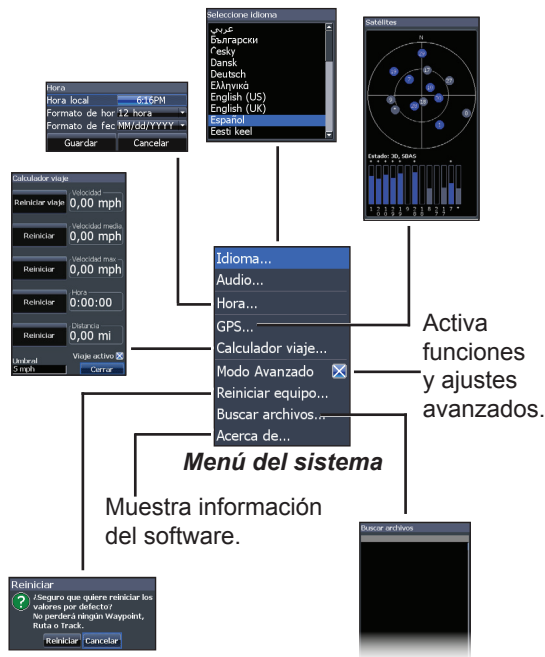 Seleccione idioma
عربي
Български
Česky
Dansk
Deutsch
Ελληνικά
English (US)
English (UK)
Español
Eesti keel
Satélites
N
Estado: 3D, SBAS
Hora
Hora local 6:16PM
Formato de hor 12 hora
Formato de fec MM/dd/YYYY
Guardar Cancelar
Calculador viaje
Velocidad
Reiniciar viaje 0,00 mph
Velocidad media
Reiniciar 0,00 mph
Velocidad max
Reiniciar 0,00 mph
Hora
Reiniciar 0:00:00
Distancia
Reiniciar 0,00 mi
Umbral Viaje activo
5 mph Cerrar
Idioma...
Audio...
Hora...
GPS...
Calculador viaje...
Modo Avanzado
Reiniciar equipo...
Buscar archivos...
Acerca de...
Menú del sistema
Activa
funciones
y ajustes
avanzados.
Muestra información
del software.
Reiniciar
?
¿Seguro que quiere reiniciar los
valores por defecto?
No perderá ningún Waypoint,
Ruta o Track.
Reiniciar Cancelar
Buscar archivos